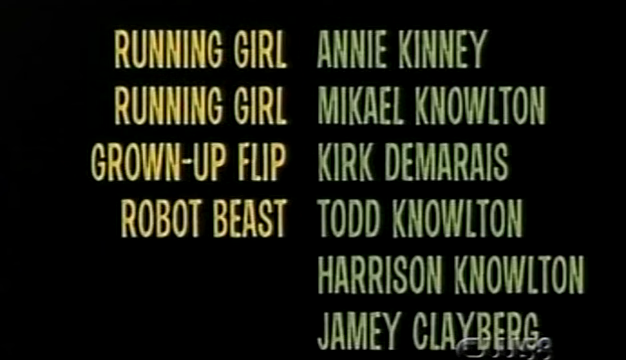 RUNNING GIRL ANNIE KINNEY
RUNNING GIRL MIKAEL KNOWLTON
GROWN-UP FLIP KIRK DEMARAIS
ROBOT BEAST TODD KNOWLTON
HARRISON KNOWLTON
JAMEY CLAYBERG